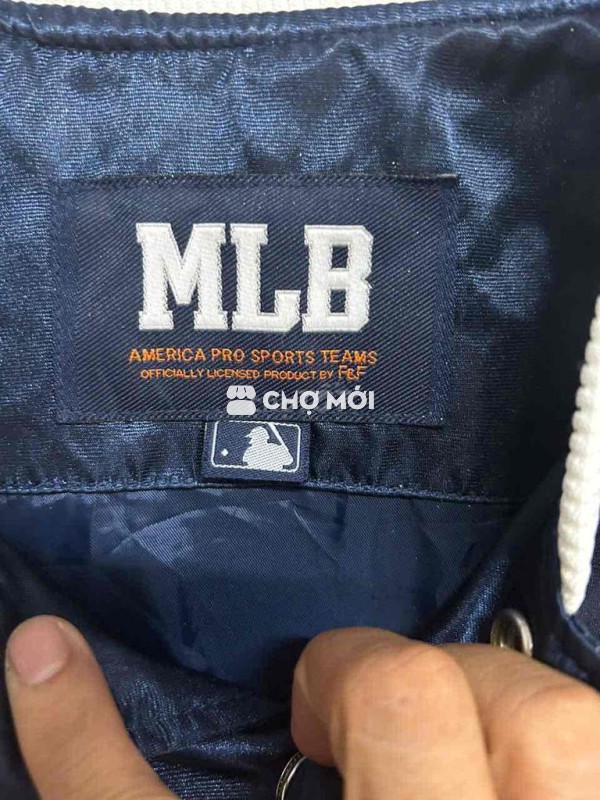 MLB
AMERICA PRO SPORTS TEAMS
OFFICIALLY LICENSED PRODUCT BY F&F
CHỢ MỚI